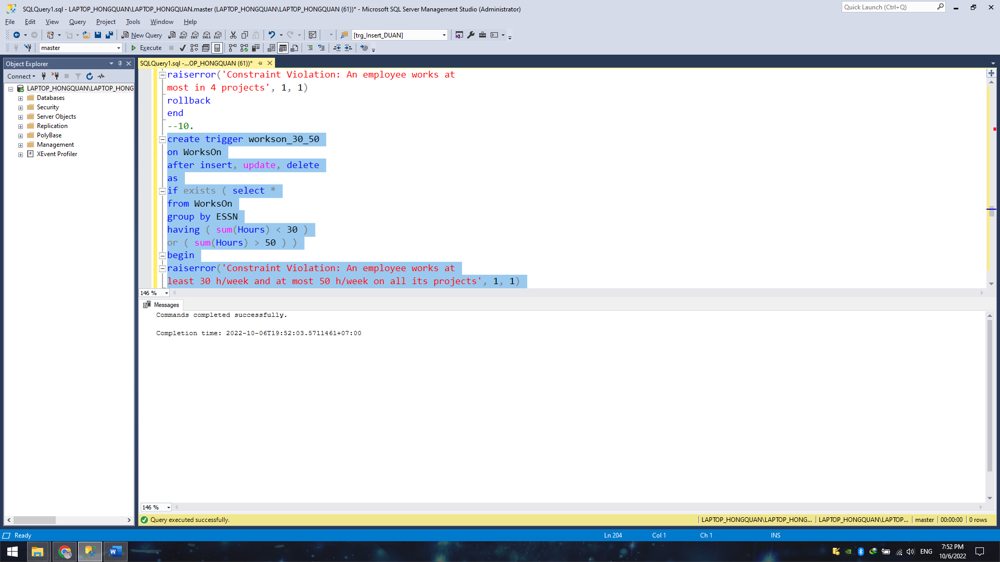 SQLQuery1.sql - LAPTOP_HONGQUAN\LAPTOP_HONGQUAN.master (LAPTOP_HONGQUAN\LAPTOP_HONGQUAN (61))* - Microsoft SQL Server Management Studio (Administrator)
Quick Launch (Ctrl+Q)
File Edit View Query Project Tools Window Help
New Query MDX DMX XMLA DAX [trg_Insert_DUAN]
master Execute
Object Explorer
SQLQuery1.sql -...OP_HONGQUAN (61))*
Connect
LAPTOP_HONGQUAN\LAPTOP_HONG
Databases
Security
Server Objects
Replication
PolyBase
Management
XEvent Profiler
raiserror('Constraint Violation: An employee works at
most in 4 projects', 1, 1)
rollback
end
--10.
create trigger workson_30_50
on WorksOn
after insert, update, delete
as
if exists ( select *
from WorksOn
group by ESSN
having ( sum(Hours) < 30 )
or ( sum(Hours) > 50 ) )
begin
raiserror('Constraint Violation: An employee works at
least 30 h/week and at most 50 h/week on all its projects', 1, 1)
146 %
Messages
Commands completed successfully.
Completion time: 2022-10-06T19:52:03.5711461+07:00
146 %
Query executed successfully.
LAPTOP_HONGQUAN\LAPTOP_HONG... LAPTOP_HONGQUAN\LAPTOP... master 00:00:00 0 rows
Ready Ln 204 Col 1 Ch 1 INS
ENG
7:52 PM
10/6/2022